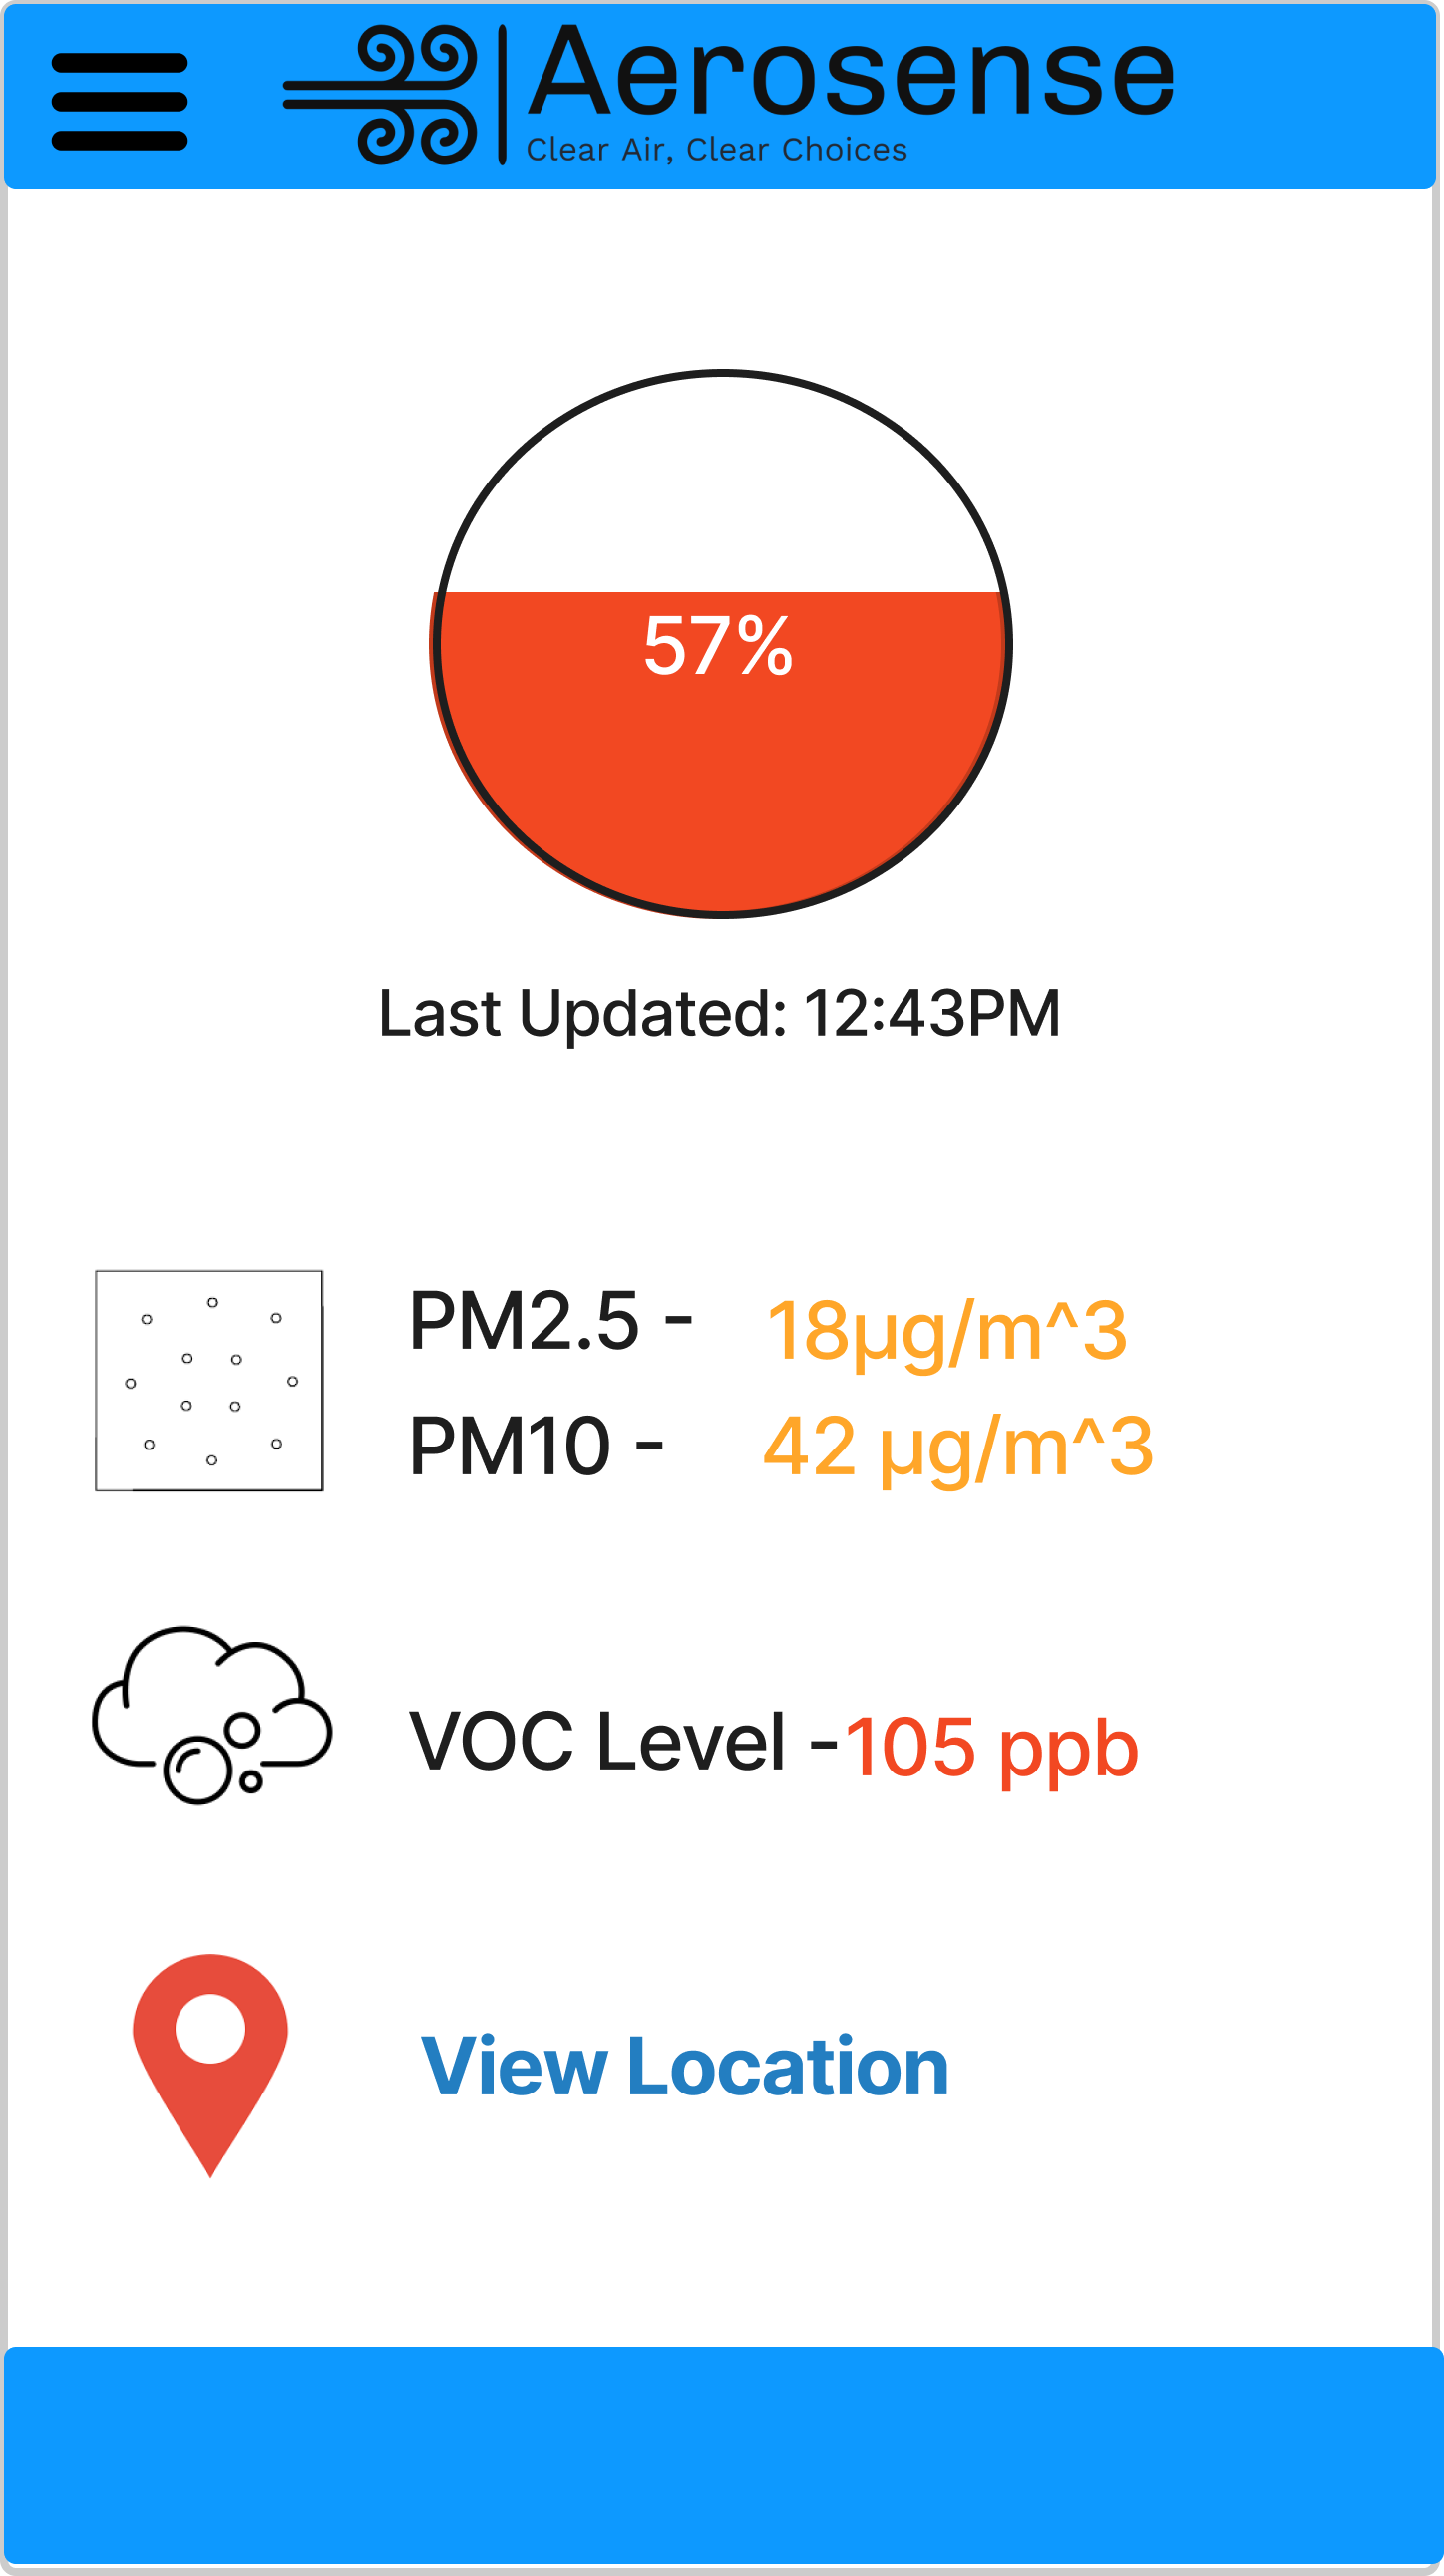 Aerosense
Clear Air, Clear Choices
57%
Last Updated: 12:43PM
PM2.5 - 18µg/m^3
PM10 - 42 µg/m^3
VOC Level -105 ppb
View Location